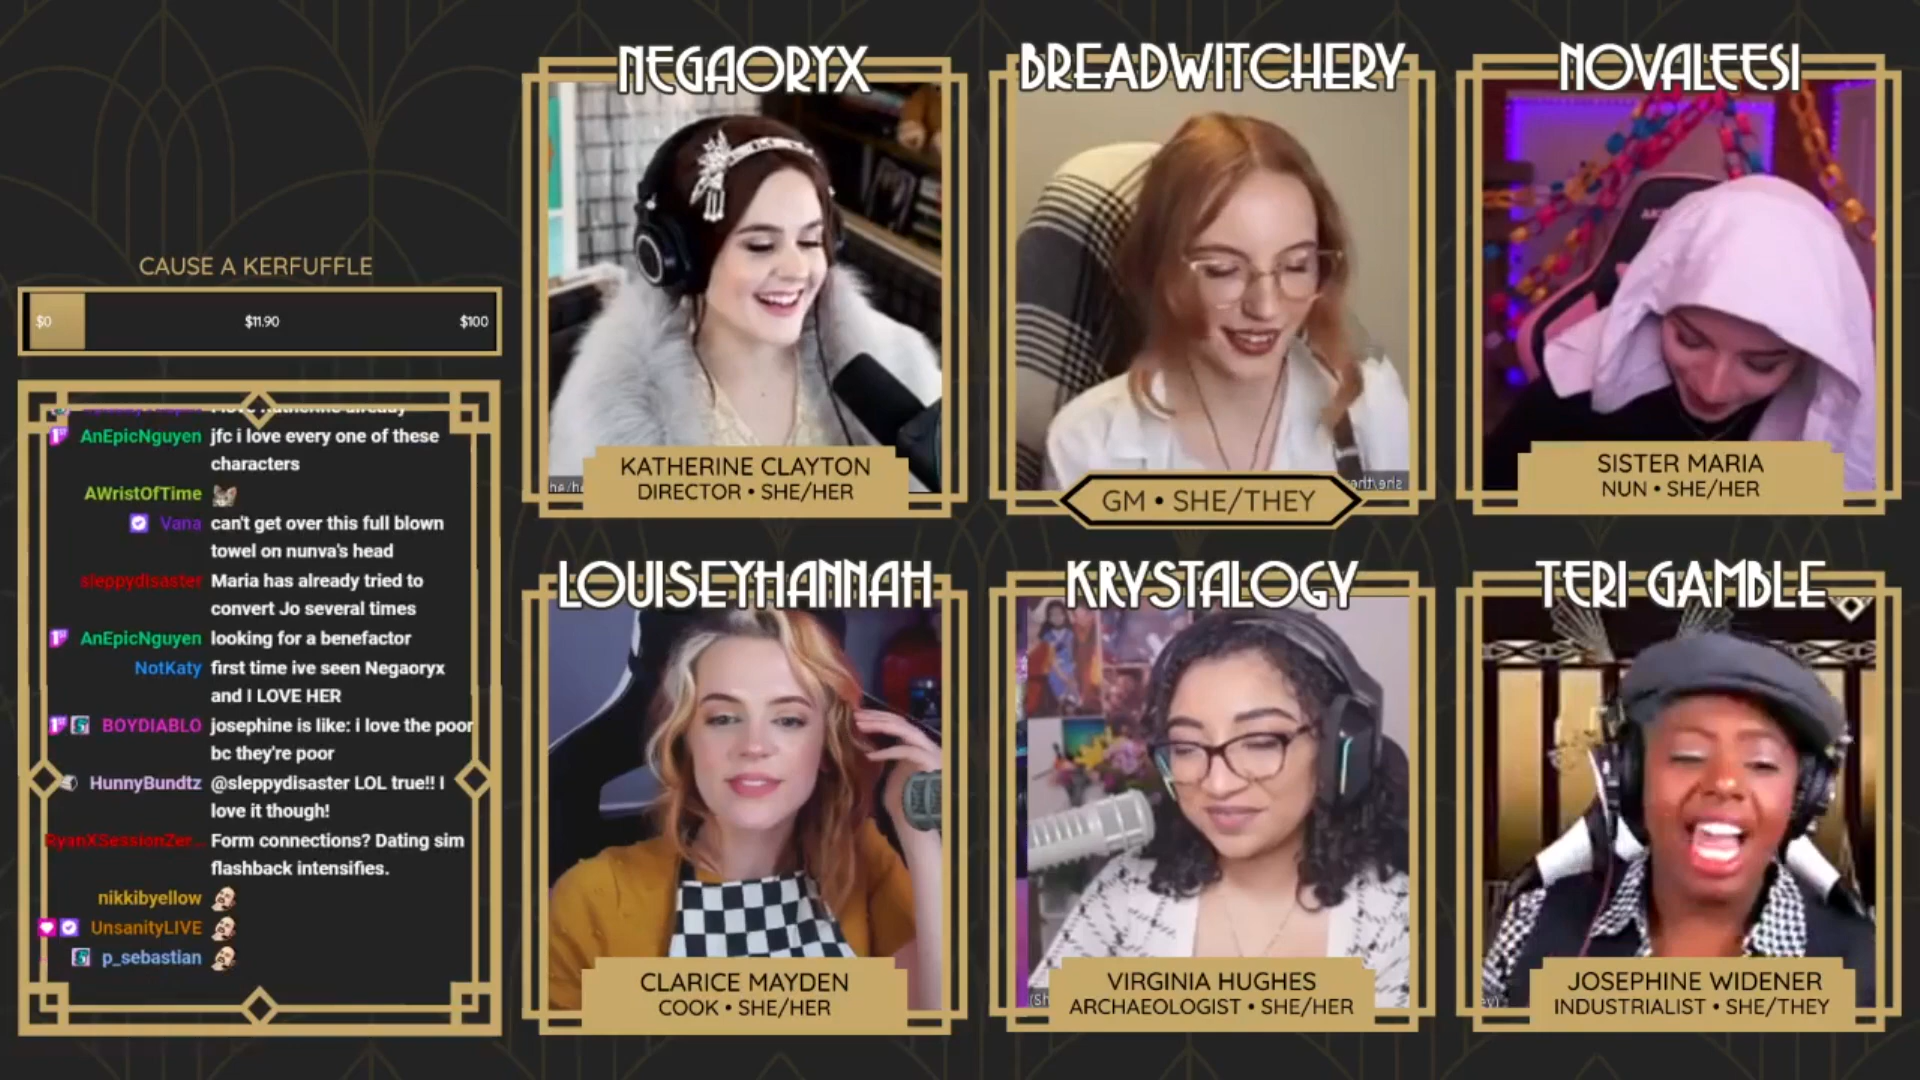 NEGAORYX
BREADWITCHERY
NOVALEESI
CAUSE A KERFUFFLE
$0
$11.90
$100
AnEpicNguyen jfc i love every one of these
characters
AWristOfTime
Vana can't get over this full blown
towel on nunva's head
sleppydisaster Maria has already tried to
convert Jo several times
AnEpicNguyen looking for a benefactor
NotKaty first time ive seen Negaoryx
and I LOVE HER
BOYDIABLO josephine is like: i love the poor
bc they're poor
HunnyBundtz @sleppydisaster LOL true!! I
love it though!
RyanXSessionZer... Form connections? Dating sim
flashback intensifies.
nikkibyellow
UnsanityLIVE
p_sebastian
KATHERINE CLAYTON
DIRECTOR • SHE/HER
GM • SHE/THEY
SISTER MARIA
NUN • SHE/HER
LOUISEYHANNAH
KRYSTALOGY
TERI GAMBLE
CLARICE MAYDEN
COOK • SHE/HER
VIRGINIA HUGHES
ARCHAEOLOGIST • SHE/HER
JOSEPHINE WIDENER
INDUSTRIALIST • SHE/THEY